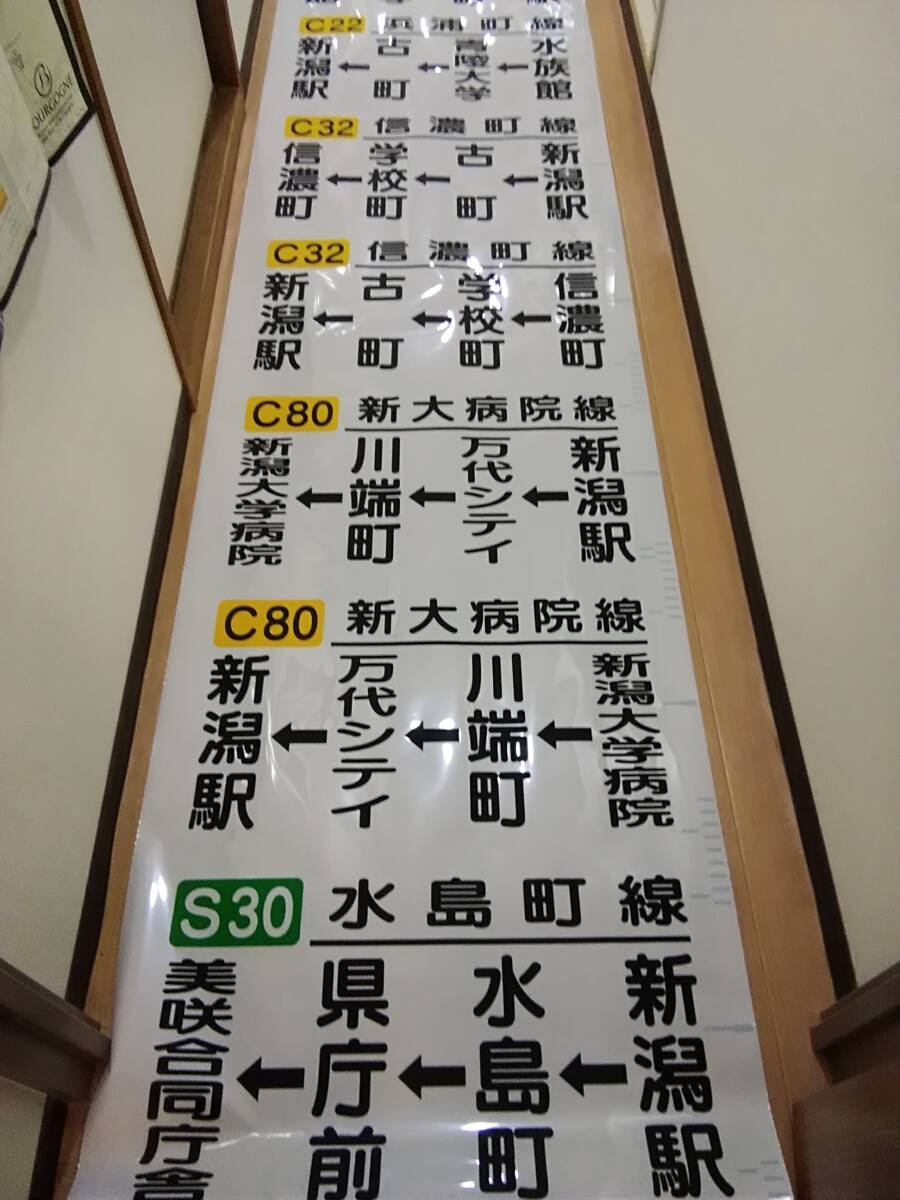 C22 浜浦町線
水族館 ← 青陵大学 ← 古町 ← 新潟駅
C32 信濃町線
新潟駅 ← 古町 ← 学校町 ← 信濃町
C32 信濃町線
信濃町 ← 学校町 ← 古町 ← 新潟駅
C80 新大病院線
新潟駅 ← 万代シテイ ← 川端町 ← 新潟大学病院
C80 新大病院線
新潟大学病院 ← 川端町 ← 万代シテイ ← 新潟駅
S30 水島町線
新潟駅 ← 水島町 ← 県庁前 ← 美咲合同庁舎
B
OURGOGNE